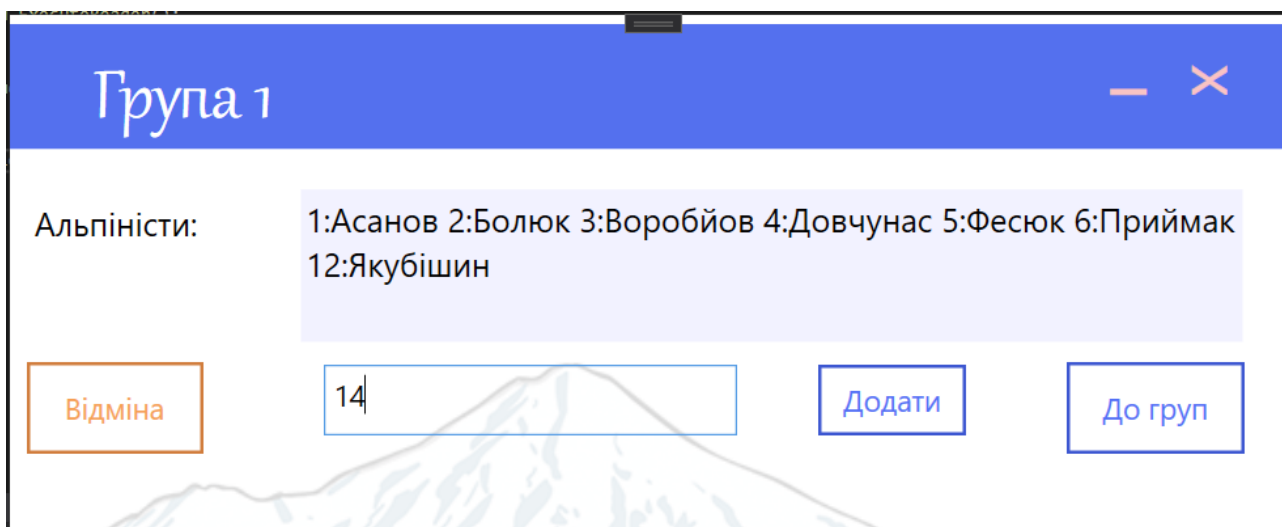 Група 1
Альпіністи:
1:Асанов 2:Болюк 3:Воробйов 4:Довчунас 5:Фесюк 6:Приймак
12:Якубішин
Відміна
14
Додати
До груп